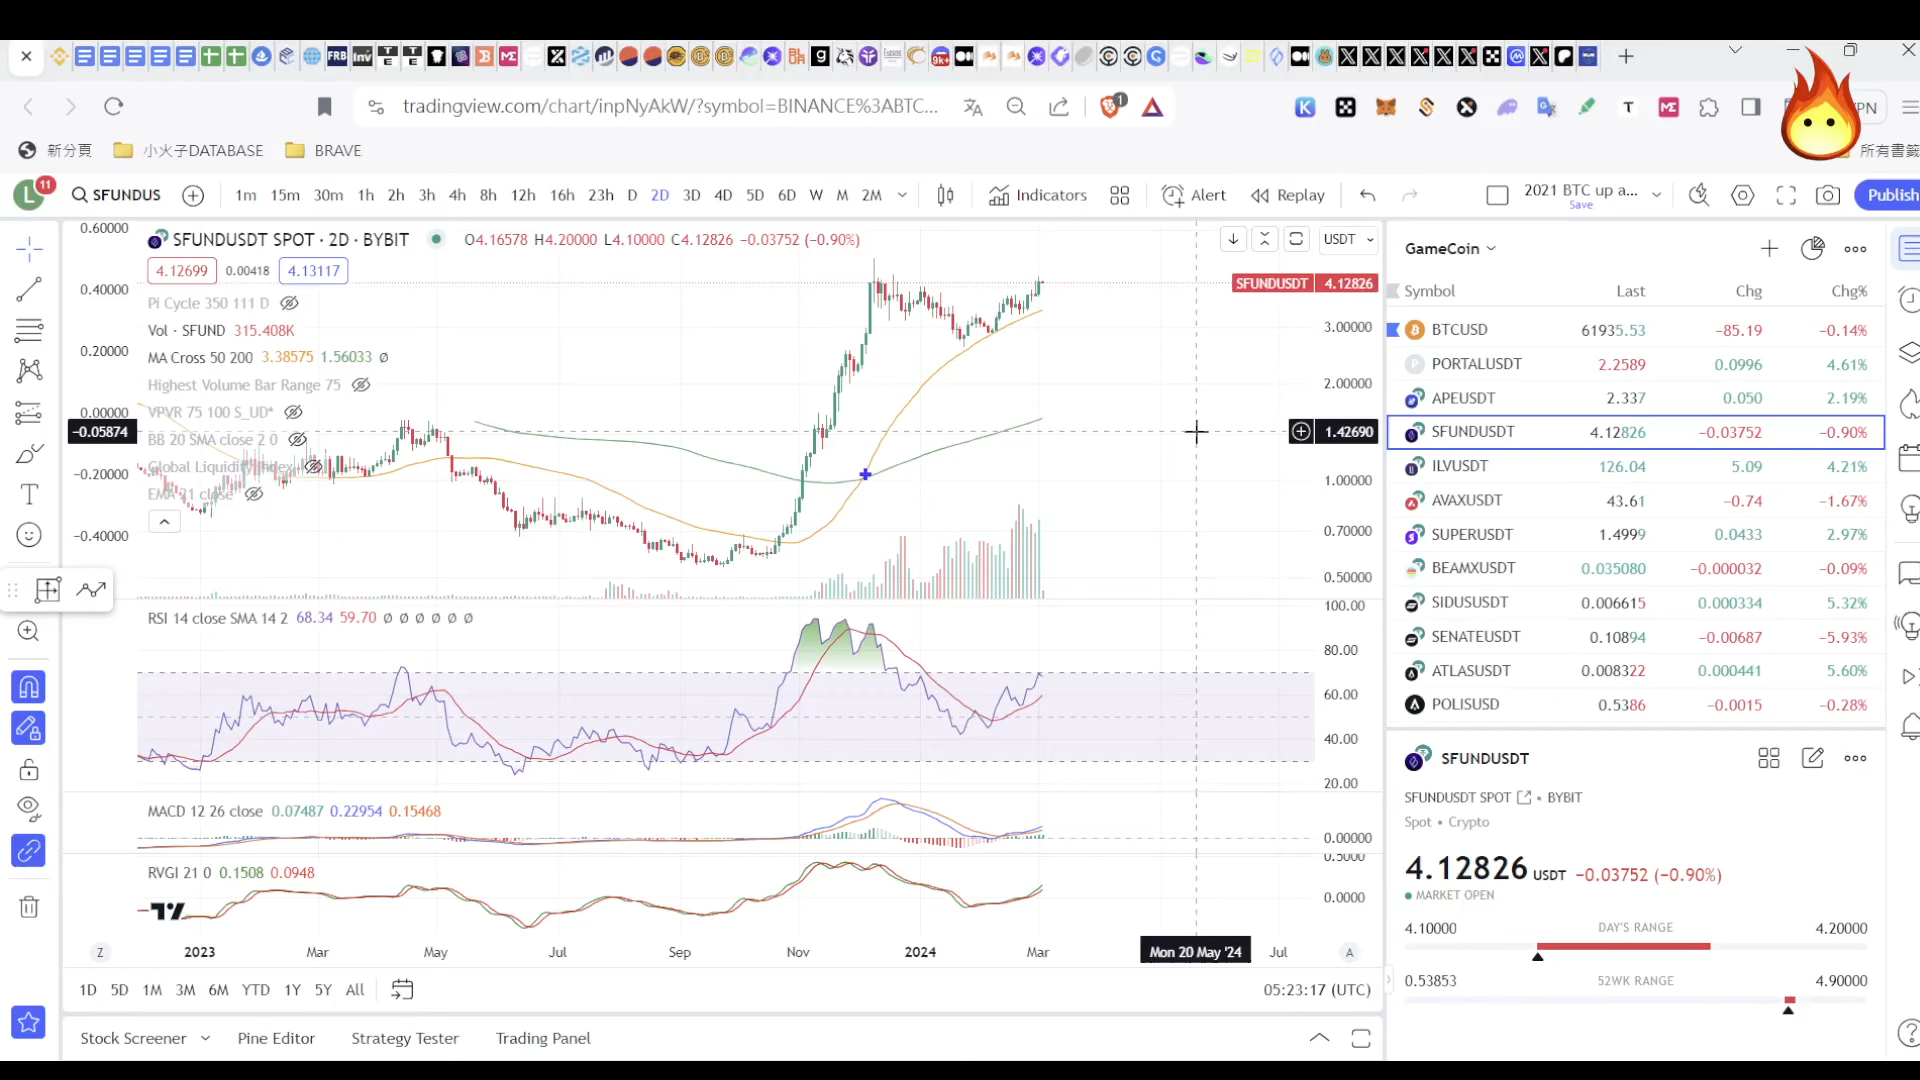 FRB
Inv
9k+
tradingview.com/chart/inpNyAkW/?symbol=BINANCE%3ABTC...
1
PN
新分頁
小火子DATABASE
BRAVE
所有書籤
L
11
SFUNDUS
1m 15m 30m 1h 2h 3h 4h 8h 12h 16h 23h D 2D 3D 4D 5D 6D W M 2M
Indicators
Alert
Replay
2021 BTC up a...
Save
Publish
SFUNDUSDT SPOT · 2D · BYBIT
O4.16578 H4.20000 L4.10000 C4.12826 −0.03752 (−0.90%)
USDT
4.12699 0.00418 4.13117
Pi Cycle 350 111 D
Vol · SFUND 315.408K
MA Cross 50 200 3.38575 1.56033 ∅
Highest Volume Bar Range 75
VPVR 75 100 S_UD*
BB 20 SMA close 2 0
Global Liquidity Index
EMA 21 close
0.60000
0.40000
0.20000
0.00000
−0.05874
−0.20000
−0.40000
SFUNDUSDT 4.12826
3.00000
2.00000
1.42690
1.00000
0.70000
0.50000
RSI 14 close SMA 14 2 68.34 59.70 ∅ ∅ ∅ ∅ ∅ ∅
100.00
80.00
60.00
40.00
20.00
MACD 12 26 close 0.07487 0.22954 0.15468
0.00000
RVGI 21 0 0.1508 0.0948
0.5000
0.0000
Z
2023 Mar May Jul Sep Nov 2024 Mar Mon 20 May '24 Jul
A
1D 5D 1M 3M 6M YTD 1Y 5Y All
05:23:17 (UTC)
Stock Screener Pine Editor Strategy Tester Trading Panel
GameCoin
Symbol Last Chg Chg%
BTCUSD 61935.53 −85.19 −0.14%
PORTALUSDT 2.2589 0.0996 4.61%
APEUSDT 2.337 0.050 2.19%
SFUNDUSDT 4.12826 −0.03752 −0.90%
ILVUSDT 126.04 5.09 4.21%
AVAXUSDT 43.61 −0.74 −1.67%
SUPERUSDT 1.4999 0.0433 2.97%
BEAMXUSDT 0.035080 −0.000032 −0.09%
SIDUSUSDT 0.006615 0.000334 5.32%
SENATEUSDT 0.10894 −0.00687 −5.93%
ATLASUSDT 0.008322 0.000441 5.60%
POLISUSD 0.5386 −0.0015 −0.28%
SFUNDUSDT
SFUNDUSDT SPOT • BYBIT
Spot • Crypto
4.12826 USDT −0.03752 (−0.90%)
MARKET OPEN
4.10000 DAY'S RANGE 4.20000
0.53853 52WK RANGE 4.90000